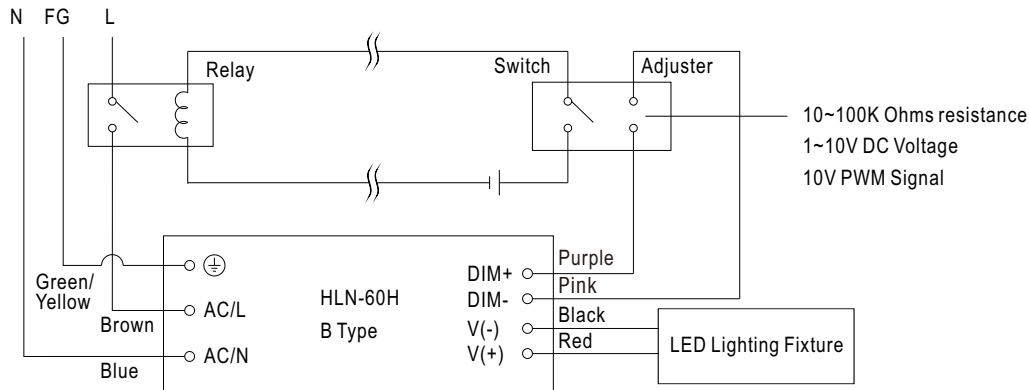 N FG L
Relay
Switch
Adjuster
10~100K Ohms resistance
1~10V DC Voltage
10V PWM Signal
Green/
Yellow
Brown
Blue
AC/L
AC/N
HLN-60H
B Type
DIM+
DIM-
V(-)
V(+)
Purple
Pink
Black
Red
LED Lighting Fixture